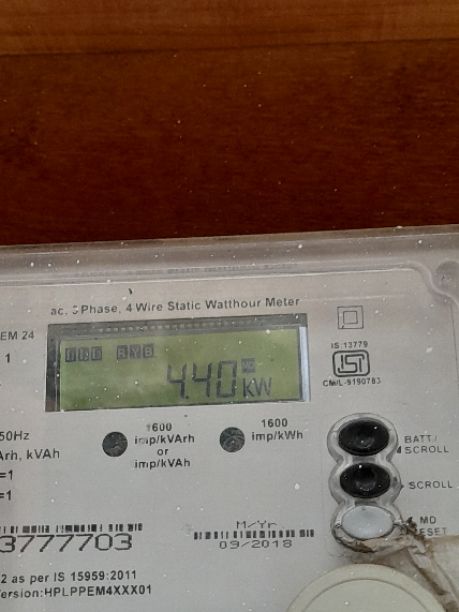 ac, 3 Phase, 4 Wire Static Watthour Meter
EM 24
1
IS:13779
RYB
4.40 kW
ISI
CM/L-9190783
50Hz
Arh, kVAh
=1
=1
1600
imp/kVArh
or
imp/kVAh
1600
imp/kWh
BATT/
SCROLL
SCROLL
MD
RESET
3777703
M/Yr.
09/2018
2 as per IS 15959:2011
Version:HPLPPEM4XXX01